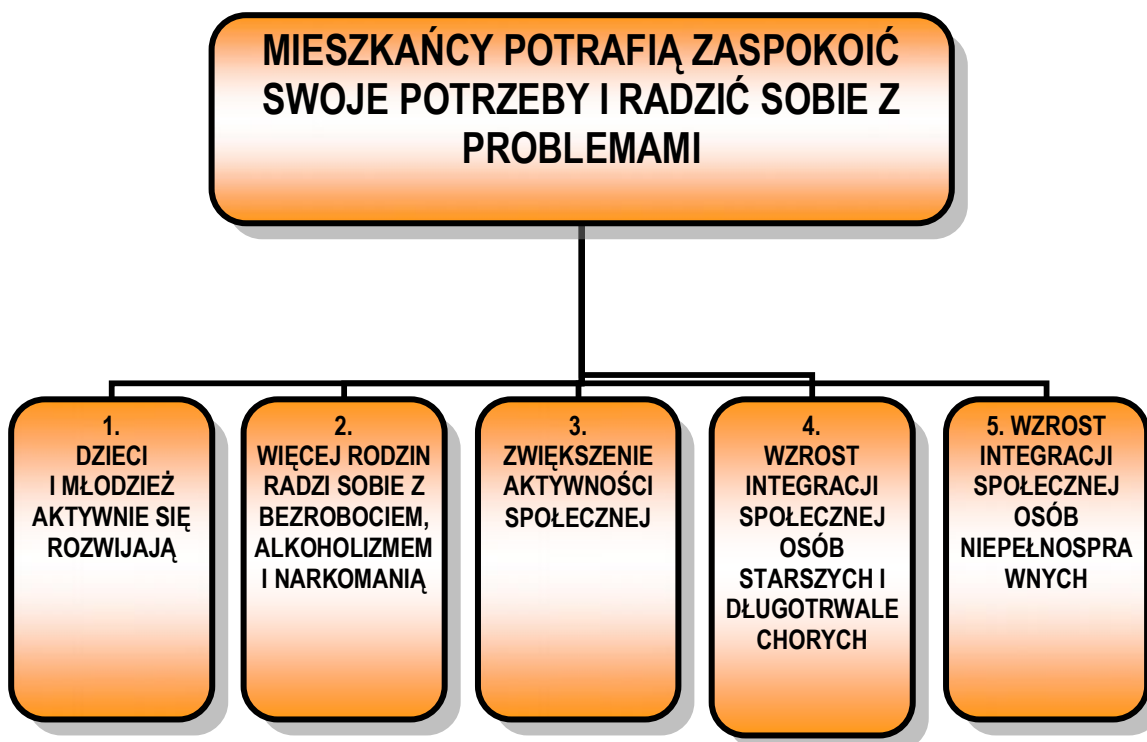 MIESZKAŃCY POTRAFIĄ ZASPOKOIĆ
SWOJE POTRZEBY I RADZIĆ SOBIE Z
PROBLEMAMI
1.
DZIECI
I MŁODZIEŻ
AKTYWNIE SIĘ
ROZWIJAJĄ
2.
WIĘCEJ RODZIN
RADZI SOBIE Z
BEZROBOCIEM,
ALKOHOLIZMEM
I NARKOMANIĄ
3.
ZWIĘKSZENIE
AKTYWNOŚCI
SPOŁECZNEJ
4.
WZROST
INTEGRACJI
SPOŁECZNEJ
OSÓB
STARSZYCH I
DŁUGOTRWALE
CHORYCH
5. WZROST
INTEGRACJI
SPOŁECZNEJ
OSÓB
NIEPEŁNOSPRA
WNYCH